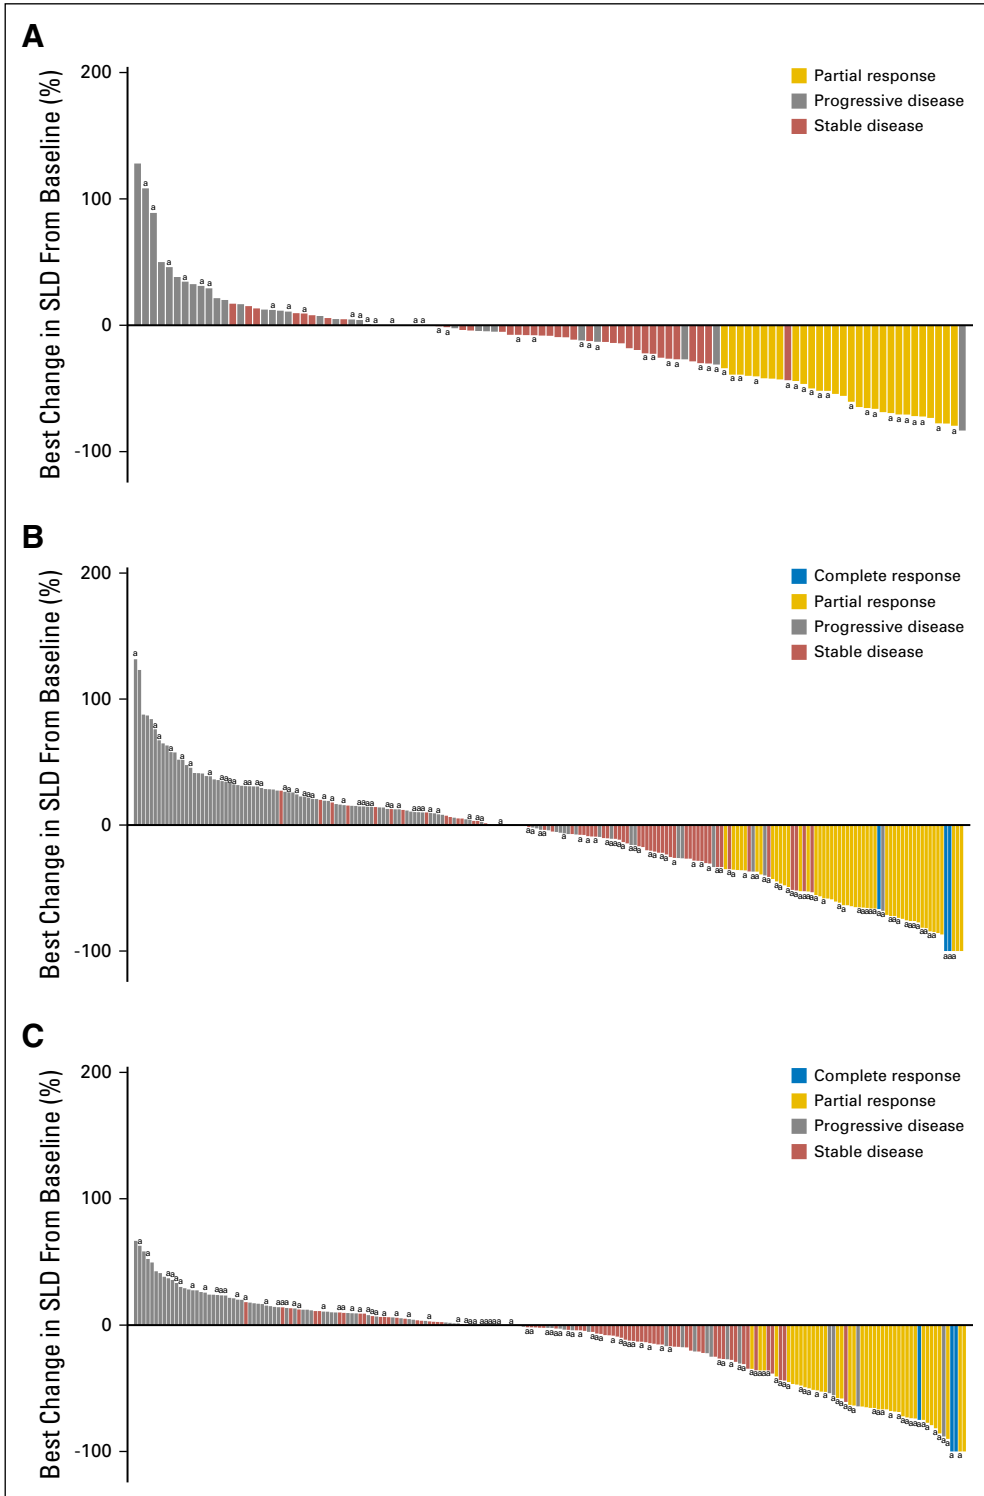 A
Best Change in SLD From Baseline (%)
200
100
0
-100
Partial response
Progressive disease
Stable disease
B
Best Change in SLD From Baseline (%)
200
100
0
-100
Complete response
Partial response
Progressive disease
Stable disease
C
Best Change in SLD From Baseline (%)
200
100
0
-100
Complete response
Partial response
Progressive disease
Stable disease